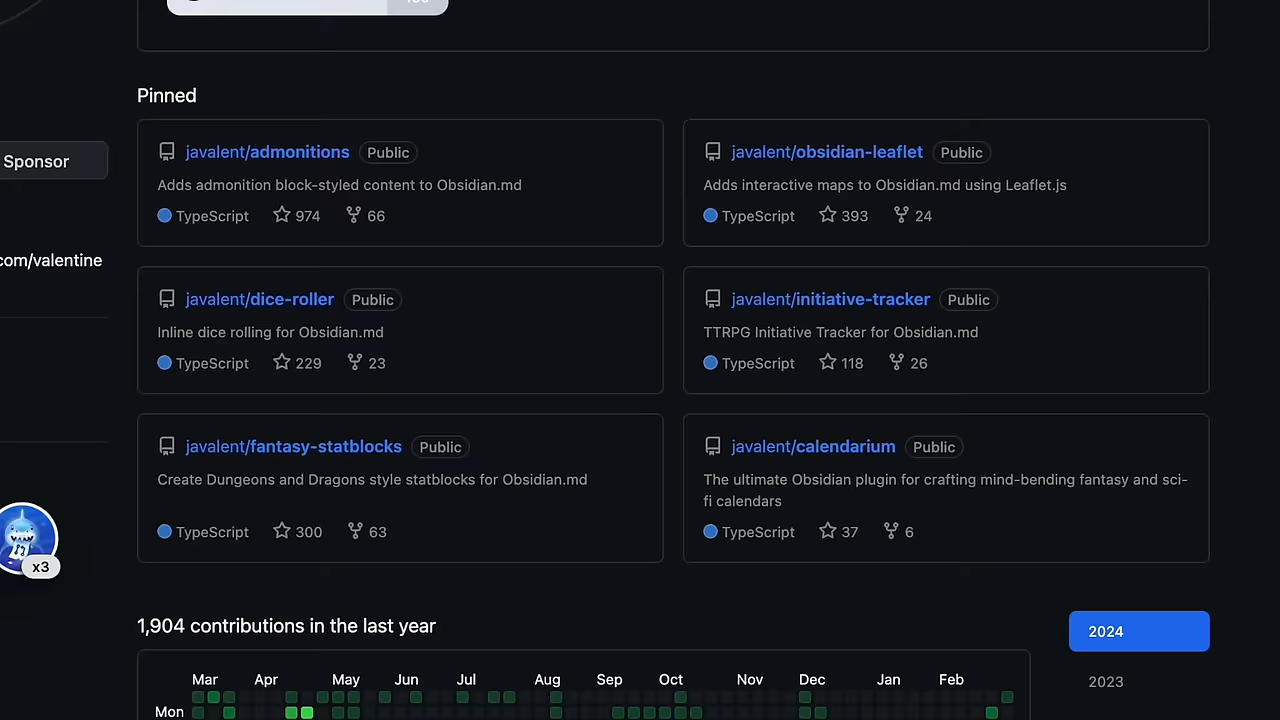 Pinned
Sponsor
com/valentine
javalent/admonitions Public
Adds admonition block-styled content to Obsidian.md
TypeScript 974 66
javalent/obsidian-leaflet Public
Adds interactive maps to Obsidian.md using Leaflet.js
TypeScript 393 24
javalent/dice-roller Public
Inline dice rolling for Obsidian.md
TypeScript 229 23
javalent/initiative-tracker Public
TTRPG Initiative Tracker for Obsidian.md
TypeScript 118 26
javalent/fantasy-statblocks Public
Create Dungeons and Dragons style statblocks for Obsidian.md
TypeScript 300 63
javalent/calendarium Public
The ultimate Obsidian plugin for crafting mind-bending fantasy and sci-
fi calendars
TypeScript 37 6
x3
1,904 contributions in the last year
2024
2023
Mar Apr May Jun Jul Aug Sep Oct Nov Dec Jan Feb
Mon